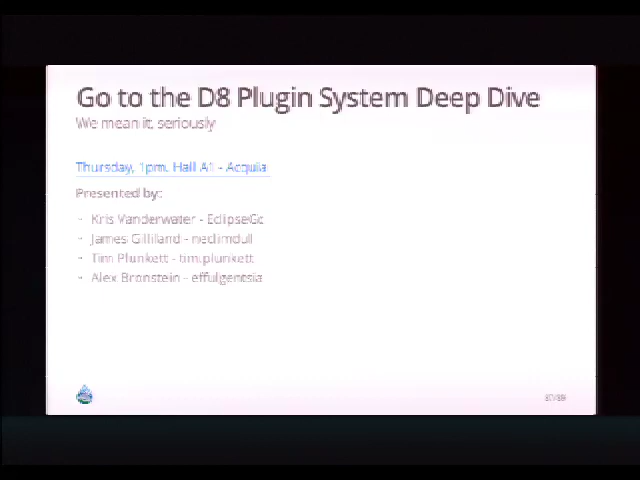 Go to the D8 Plugin System Deep Dive
We mean it, seriously
Thursday, 1pm. Hall A1 - Acquia
Presented by:
- Kris Vanderwater - EclipseGc
- James Gilliland - neclimdull
- Tim Plunkett - tim.plunkett
- Alex Bronstein - effulgentsia